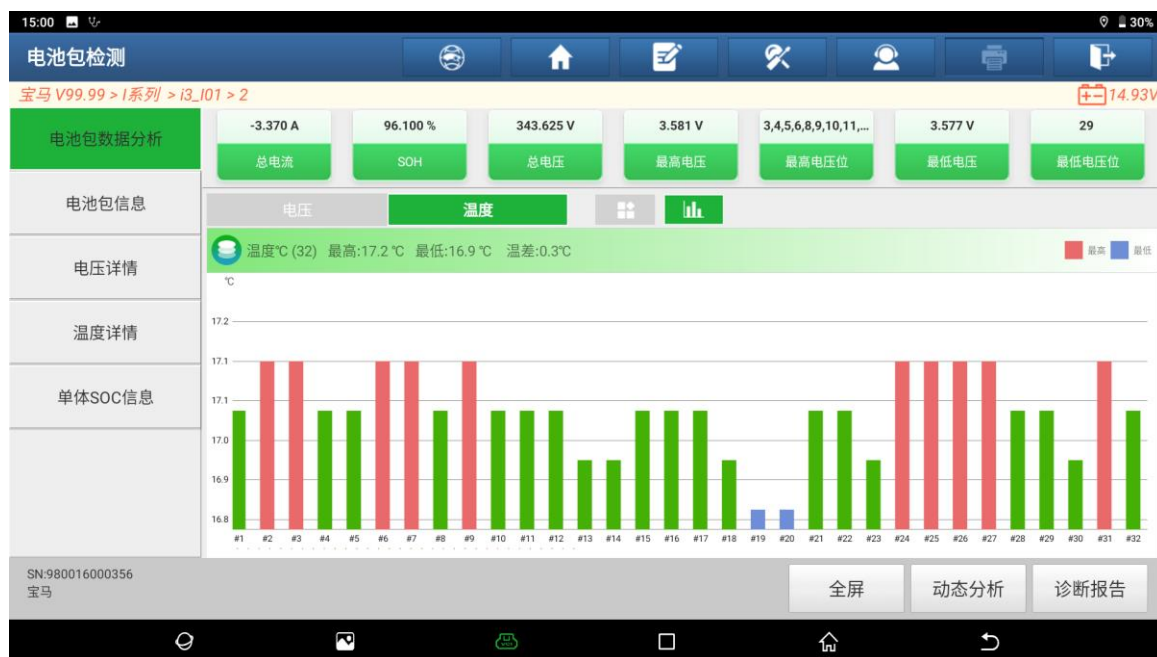 15:00
30%
电池包检测
宝马 V99.99 > I系列 > i3_I01 > 2
14.93V
电池包数据分析
电池包信息
电压详情
温度详情
单体SOC信息
-3.370 A
96.100 %
343.625 V
3.581 V
3,4,5,6,8,9,10,11,...
3.577 V
29
总电流
SOH
总电压
最高电压
最高电压位
最低电压
最低电压位
电压
温度
温度℃ (32) 最高:17.2 ℃ 最低:16.9 ℃ 温差:0.3℃
最高
最低
℃
17.2
17.1
17.1
17.0
16.9
16.8
#1 #2 #3 #4 #5 #6 #7 #8 #9 #10 #11 #12 #13 #14 #15 #16 #17 #18 #19 #20 #21 #22 #23 #24 #25 #26 #27 #28 #29 #30 #31 #32
SN:980016000356
宝马
全屏
动态分析
诊断报告